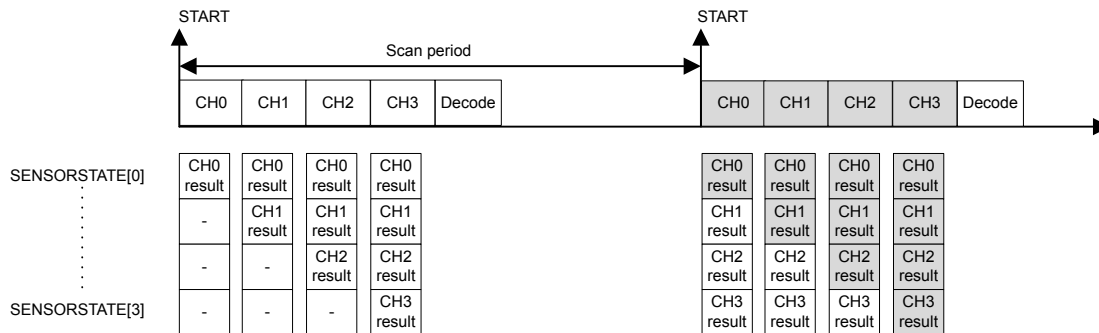 START START
Scan period
CH0 CH1 CH2 CH3 Decode CH0 CH1 CH2 CH3 Decode
SENSORSTATE[0] CH0 result CH0 result CH0 result CH0 result CH0 result CH0 result CH0 result CH0 result
- CH1 result CH1 result CH1 result CH1 result CH1 result CH1 result CH1 result
- - CH2 result CH2 result CH2 result CH2 result CH2 result CH2 result
SENSORSTATE[3] - - - CH3 result CH3 result CH3 result CH3 result CH3 result